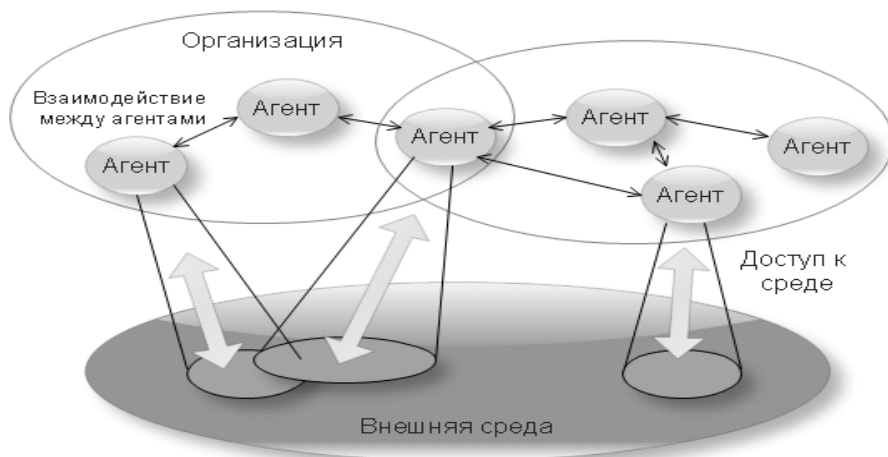 Организация
Взаимодействие
между агентами
Агент
Агент
Агент
Агент
Агент
Агент
Доступ к
среде
Внешняя среда